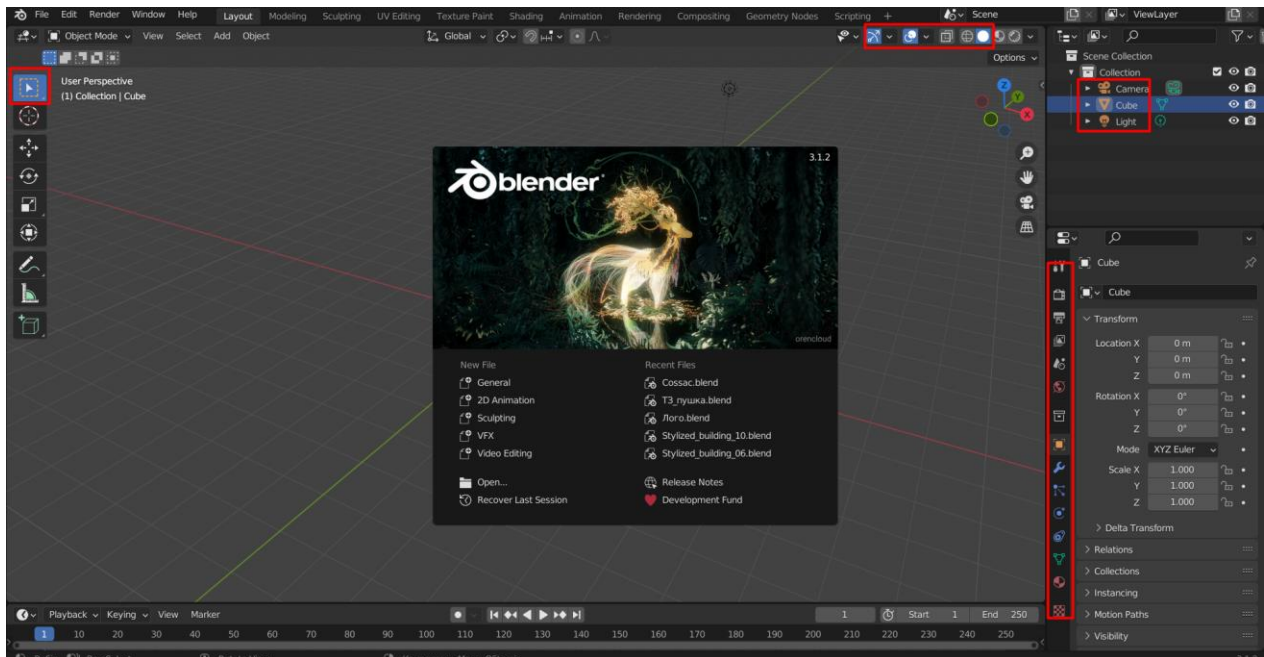 File Edit Render Window Help Layout Modeling Sculpting UV Editing Texture Paint Shading Animation Rendering Compositing Geometry Nodes Scripting + Scene ViewLayer
Object Mode View Select Add Object Global
Options
User Perspective
(1) Collection | Cube
Z
Y
X
Scene Collection
Collection
Camera
Cube
Light
blender
3.1.2
orencloud
New File
General
2D Animation
Sculpting
VFX
Video Editing
Open...
Recover Last Session
Recent Files
Cossac.blend
ТЗ_пушка.blend
Лого.blend
Stylized_building_10.blend
Stylized_building_06.blend
Release Notes
Development Fund
Cube
Cube
Transform
Location X 0 m
Y 0 m
Z 0 m
Rotation X 0°
Y 0°
Z 0°
Mode XYZ Euler
Scale X 1.000
Y 1.000
Z 1.000
Delta Transform
Relations
Collections
Instancing
Motion Paths
Visibility
Playback Keying View Marker 1 Start 1 End 250
1 10 20 30 40 50 60 70 80 90 100 110 120 130 140 150 160 170 180 190 200 210 220 230 240 250